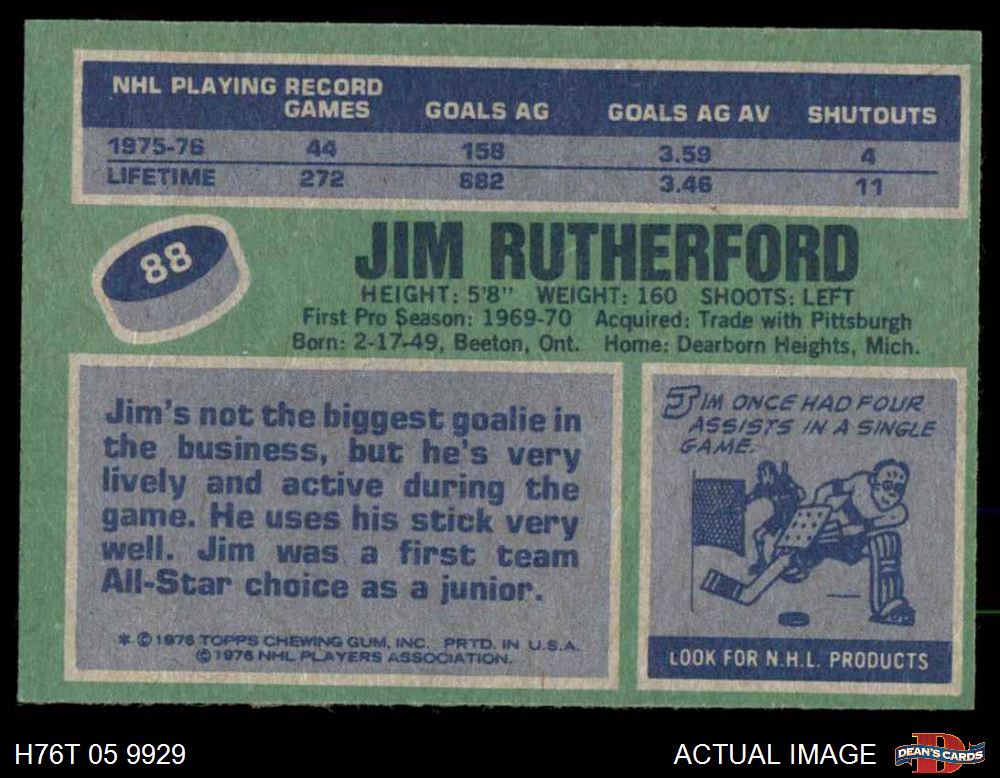 NHL PLAYING RECORD
GAMES GOALS AG GOALS AG AV SHUTOUTS
1975-76 44 158 3.59 4
LIFETIME 272 882 3.46 11
88
JIM RUTHERFORD
HEIGHT: 5'8" WEIGHT: 160 SHOOTS: LEFT
First Pro Season: 1969-70 Acquired: Trade with Pittsburgh
Born: 2-17-49, Beeton, Ont. Home: Dearborn Heights, Mich.
Jim's not the biggest goalie in
the business, but he's very
lively and active during the
game. He uses his stick very
well. Jim was a first team
All-Star choice as a junior.
* © 1976 TOPPS CHEWING GUM, INC. PRTD. IN U.S.A.
© 1976 NHL PLAYERS ASSOCIATION.
JIM ONCE HAD FOUR
ASSISTS IN A SINGLE
GAME.
LOOK FOR N.H.L. PRODUCTS
H76T 05 9929 ACTUAL IMAGE D DEAN'S CARDS